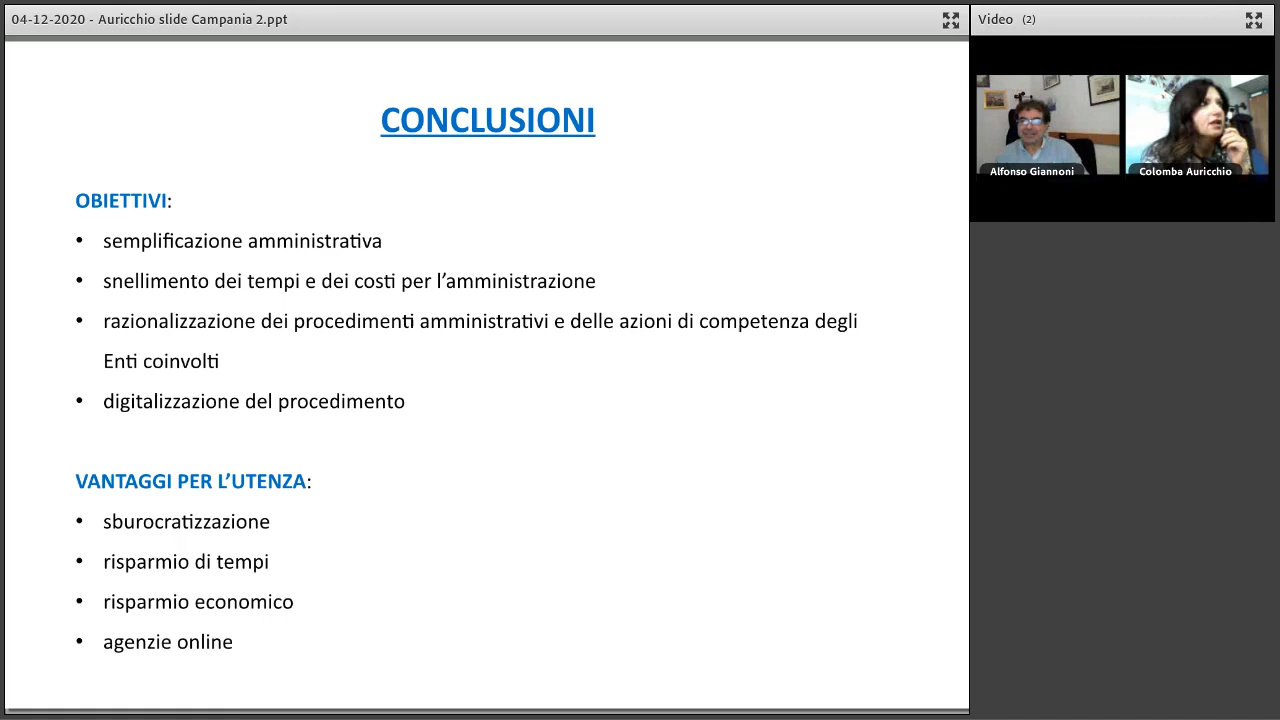 04-12-2020 - Auricchio slide Campania 2.ppt
Video (2)
CONCLUSIONI
OBIETTIVI:
• semplificazione amministrativa
• snellimento dei tempi e dei costi per l’amministrazione
• razionalizzazione dei procedimenti amministrativi e delle azioni di competenza degli
Enti coinvolti
• digitalizzazione del procedimento
VANTAGGI PER L’UTENZA:
• sburocratizzazione
• risparmio di tempi
• risparmio economico
• agenzie online
Alfonso Giannoni
Colomba Auricchio